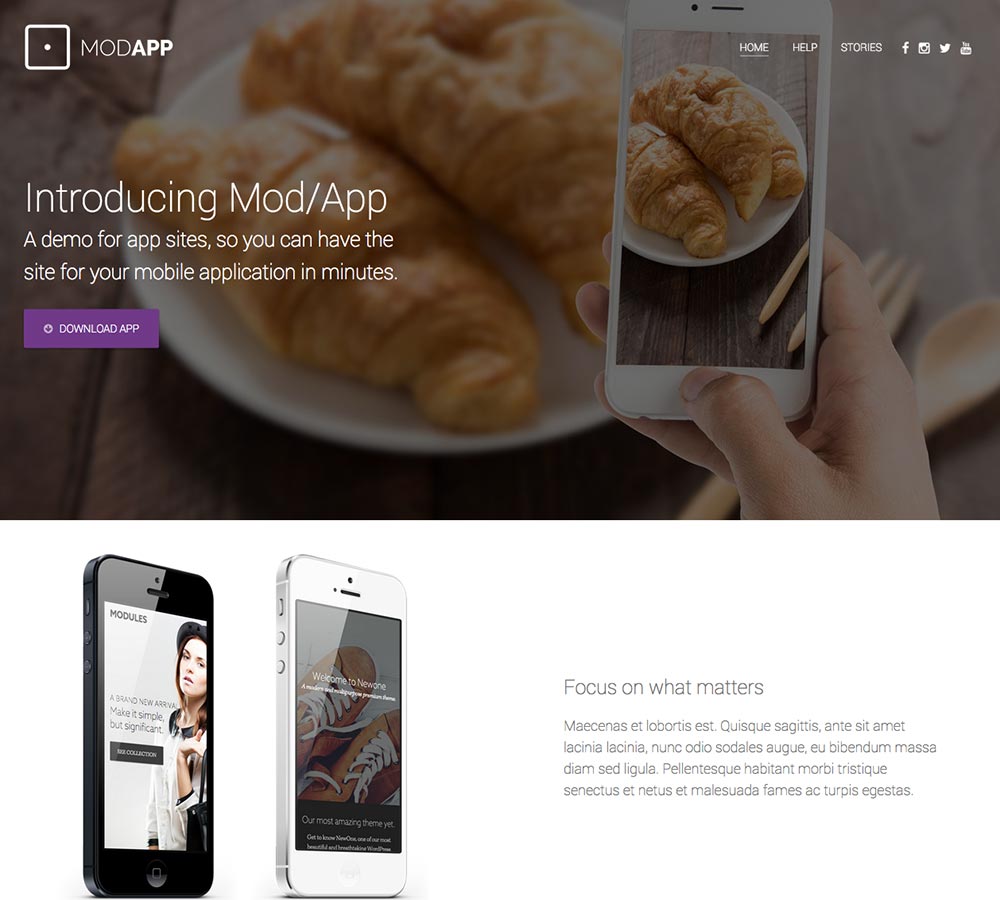 MODAPP
HOME HELP STORIES
Introducing Mod/App
A demo for app sites, so you can have the
site for your mobile application in minutes.
DOWNLOAD APP
MODULES
A BRAND NEW ARRIVAL
Make it simple,
but significant.
SEE COLLECTION
Welcome to Newone
A modern and multipurpose premium theme.
Our most amazing theme yet.
Get to know NewOne, one of our most
beautiful and breathtaking WordPress
Focus on what matters
Maecenas et lobortis est. Quisque sagittis, ante sit amet
lacinia lacinia, nunc odio sodales augue, eu bibendum massa
diam sed ligula. Pellentesque habitant morbi tristique
senectus et netus et malesuada fames ac turpis egestas.